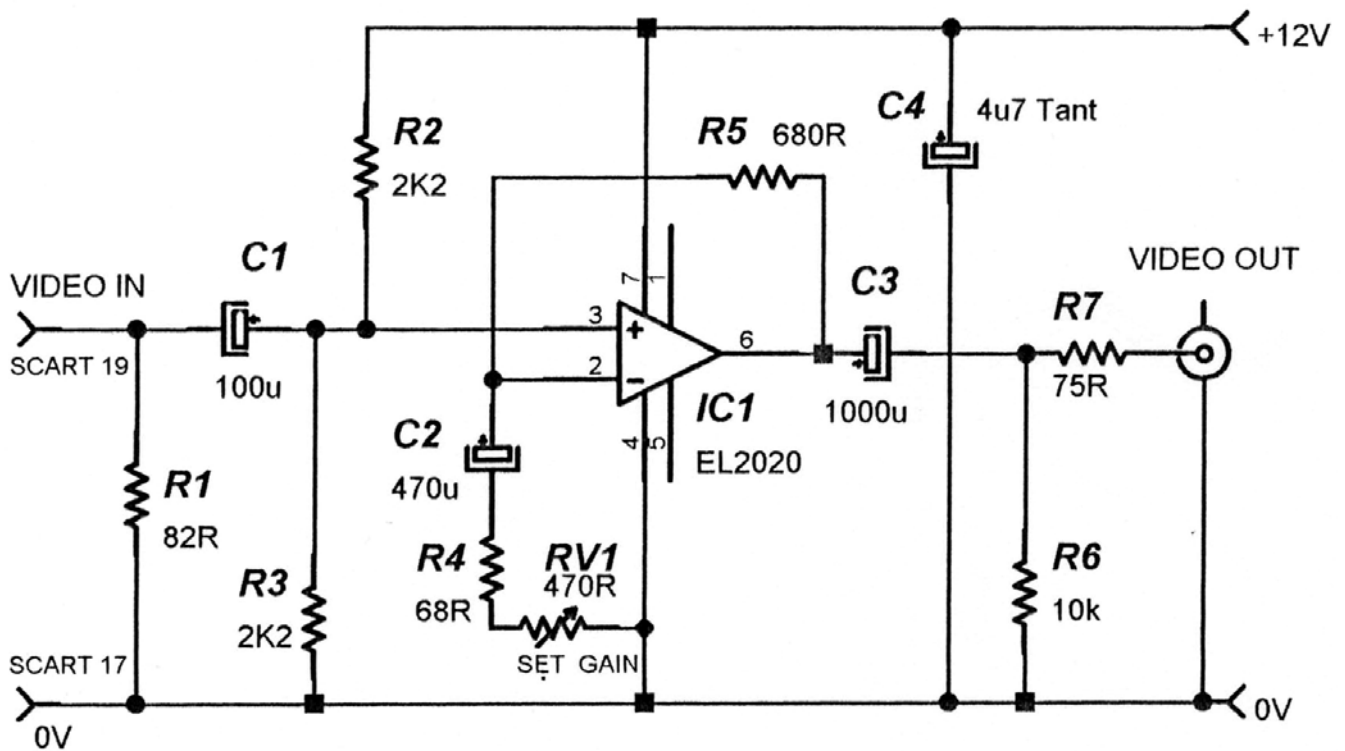 +12V
C4
4u7 Tant
R5 680R
R2
2K2
C1
VIDEO IN
SCART 19
100u
7
1
3
+
2
-
6
4
5
IC1
EL2020
C3
1000u
VIDEO OUT
R7
75R
C2
470u
R1
82R
R4
68R
RV1
470R
SET GAIN
R3
2K2
R6
10k
SCART 17
0V
0V